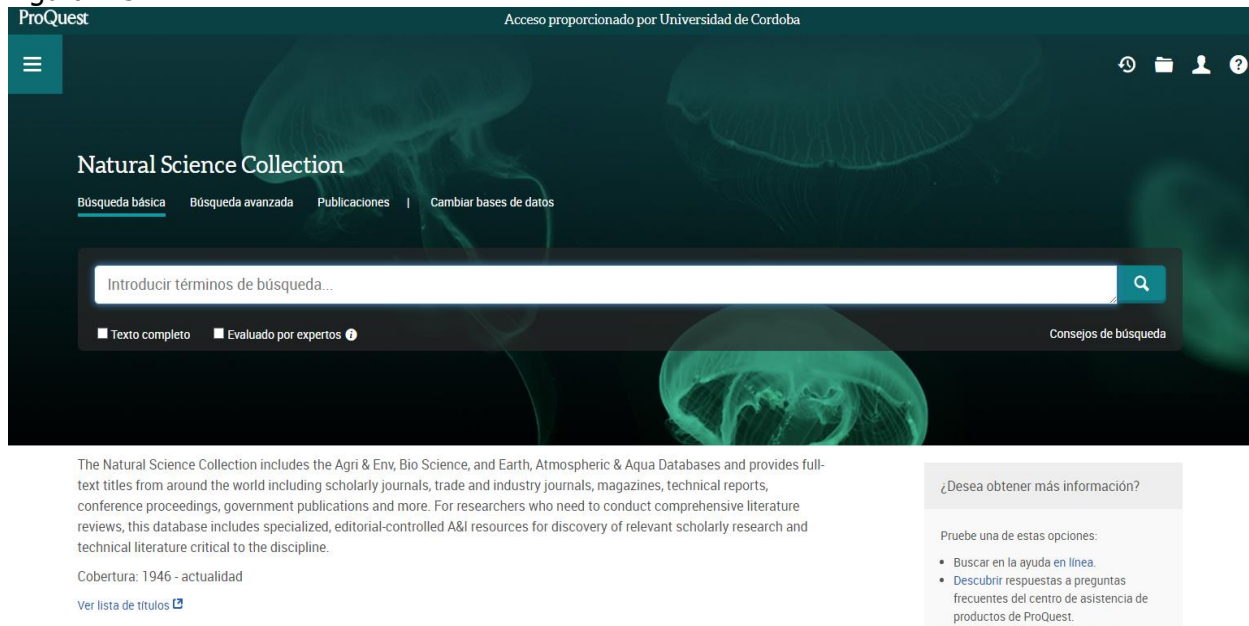 ProQuest
Acceso proporcionado por Universidad de Cordoba
Natural Science Collection
Búsqueda básica Búsqueda avanzada Publicaciones | Cambiar bases de datos
Introducir términos de búsqueda...
Texto completo Evaluado por expertos
Consejos de búsqueda
The Natural Science Collection includes the Agri & Env, Bio Science, and Earth, Atmospheric & Aqua Databases and provides full-
text titles from around the world including scholarly journals, trade and industry journals, magazines, technical reports,
conference proceedings, government publications and more. For researchers who need to conduct comprehensive literature
reviews, this database includes specialized, editorial-controlled A&I resources for discovery of relevant scholarly research and
technical literature critical to the discipline.
Cobertura: 1946 - actualidad
Ver lista de títulos
¿Desea obtener más información?
Pruebe una de estas opciones:
• Buscar en la ayuda en línea.
• Descubrir respuestas a preguntas
frecuentes del centro de asistencia de
productos de ProQuest.